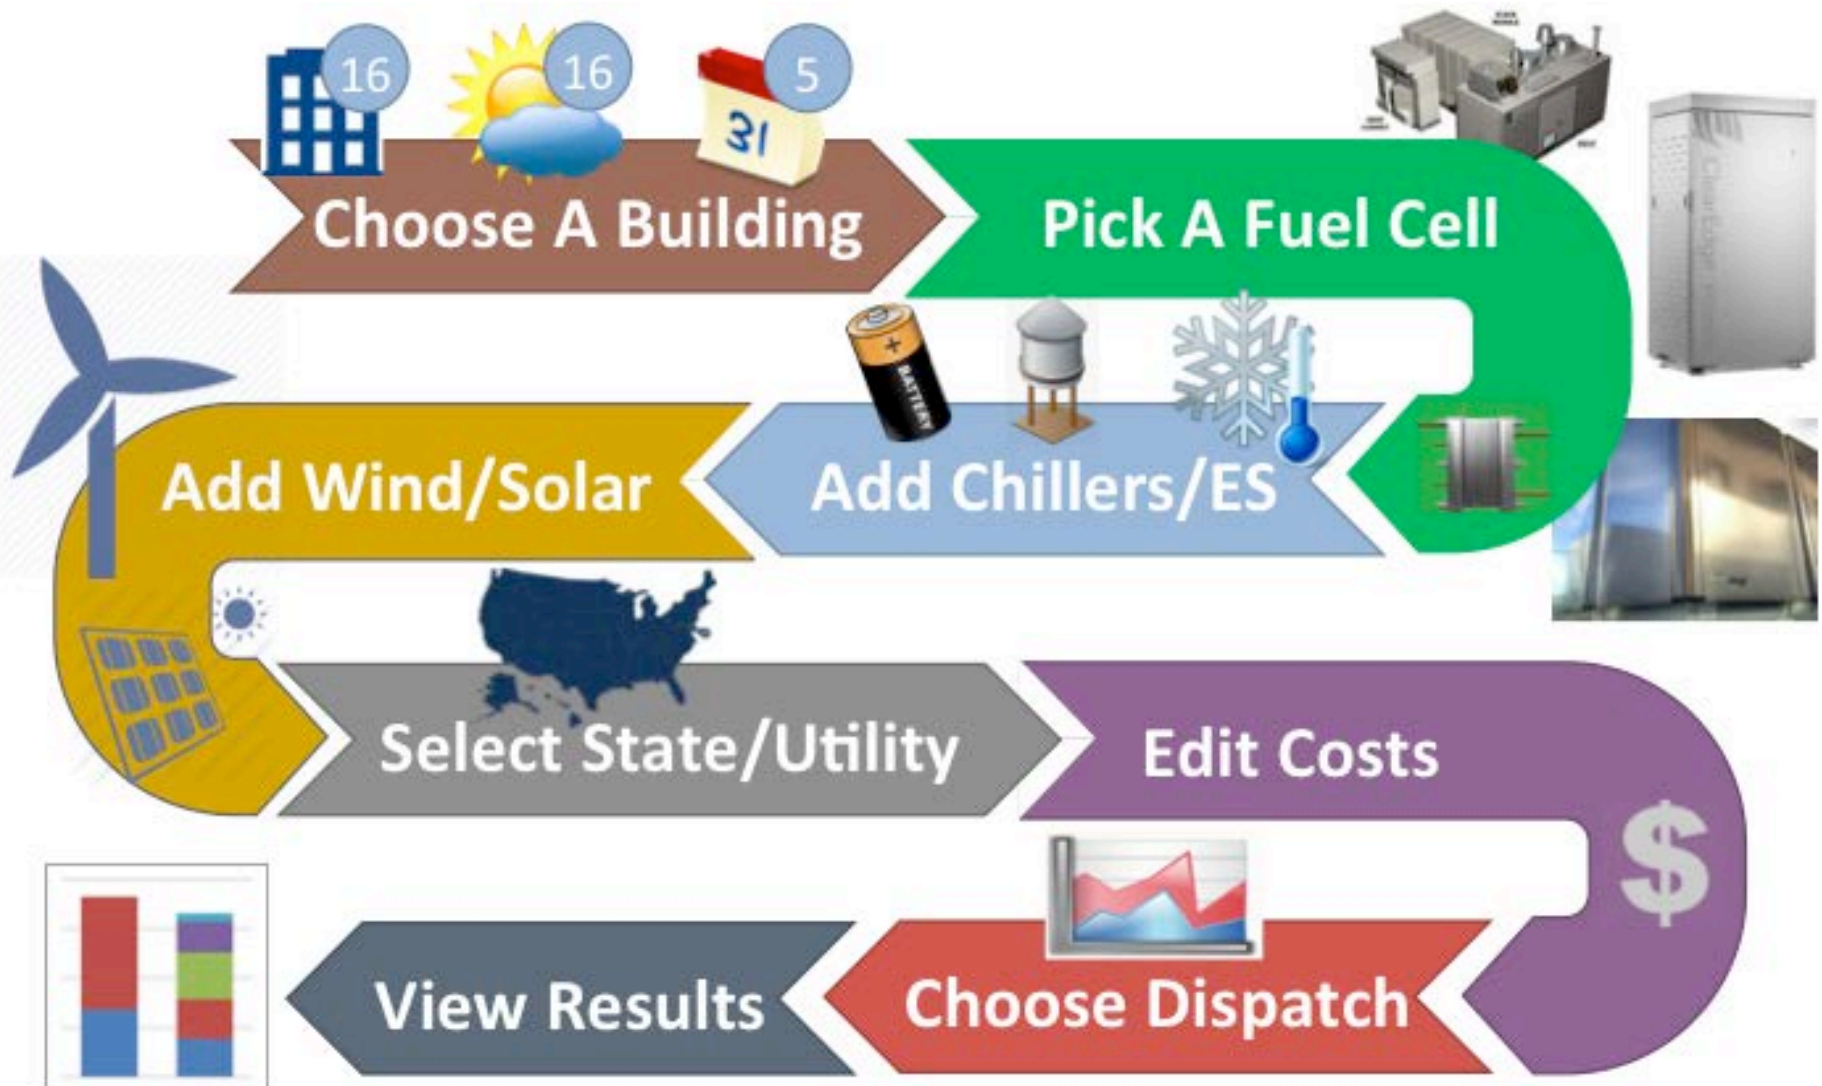 16
16
5
31
Choose A Building
Pick A Fuel Cell
ClearEdge
BATTERY
+
Add Chillers/ES
Add Wind/Solar
Select State/Utility
Edit Costs
$
Choose Dispatch
View Results